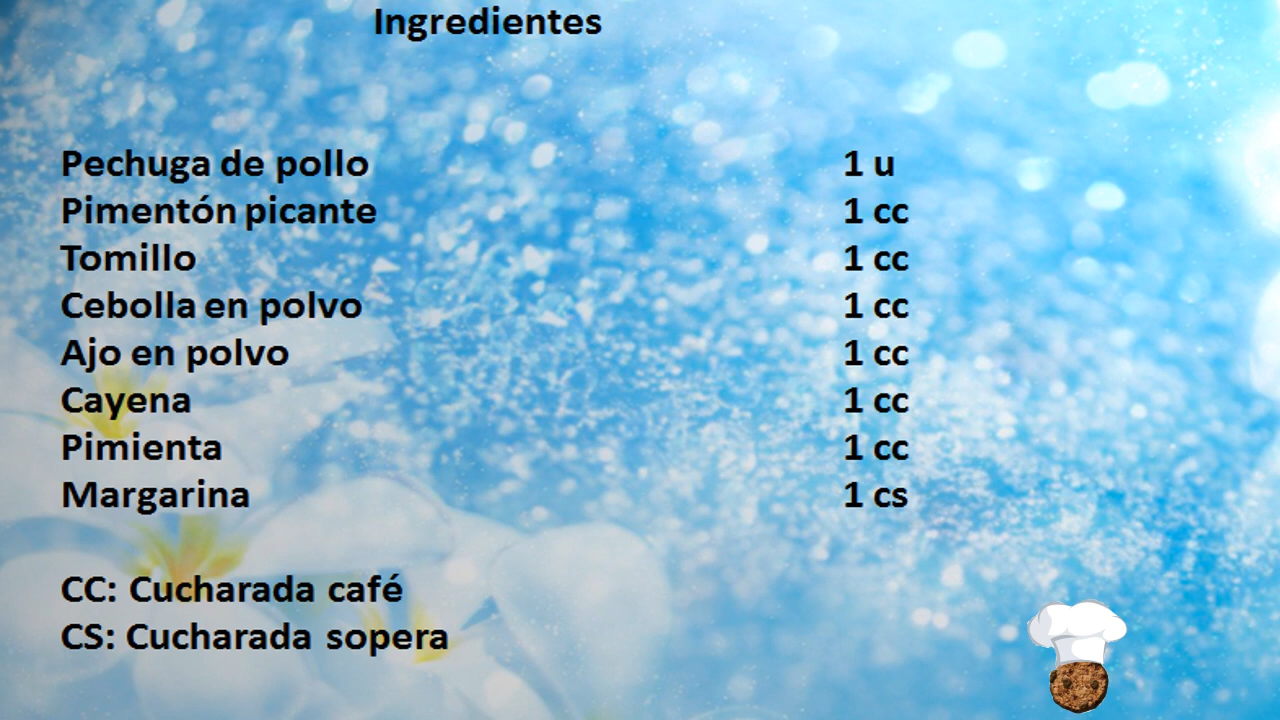 Ingredientes
Pechuga de pollo 1 u
Pimentón picante 1 cc
Tomillo 1 cc
Cebolla en polvo 1 cc
Ajo en polvo 1 cc
Cayena 1 cc
Pimienta 1 cc
Margarina 1 cs
CC: Cucharada café
CS: Cucharada sopera